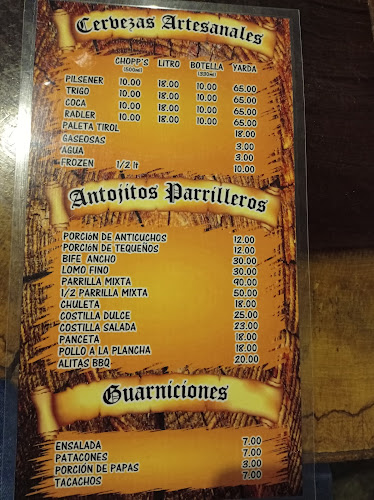 Cervezas Artesanales
CHOPP'S LITRO BOTELLA YARDA
(500ml) (330ml)
PILSENER 10.00 18.00 10.00 65.00
TRIGO 10.00 18.00 10.00 65.00
COCA 10.00 18.00 10.00 65.00
RADLER 10.00 18.00 10.00 65.00
PALETA TIROL 18.00
GASEOSAS 3.00
AGUA 3.00
FROZEN 1/2 lt 10.00
Antojitos Parrilleros
PORCIÓN DE ANTICUCHOS 12.00
PORCIÓN DE TEQUEÑOS 12.00
BIFE ANCHO 30.00
LOMO FINO 30.00
PARRILLA MIXTA 90.00
1/2 PARRILLA MIXTA 50.00
CHULETA 18.00
COSTILLA DULCE 25.00
COSTILLA SALADA 23.00
PANCETA 18.00
POLLO A LA PLANCHA 18.00
ALITAS BBQ 20.00
Guarniciones
ENSALADA 7.00
PATACONES 7.00
PORCIÓN DE PAPAS 3.00
TACACHOS 7.00